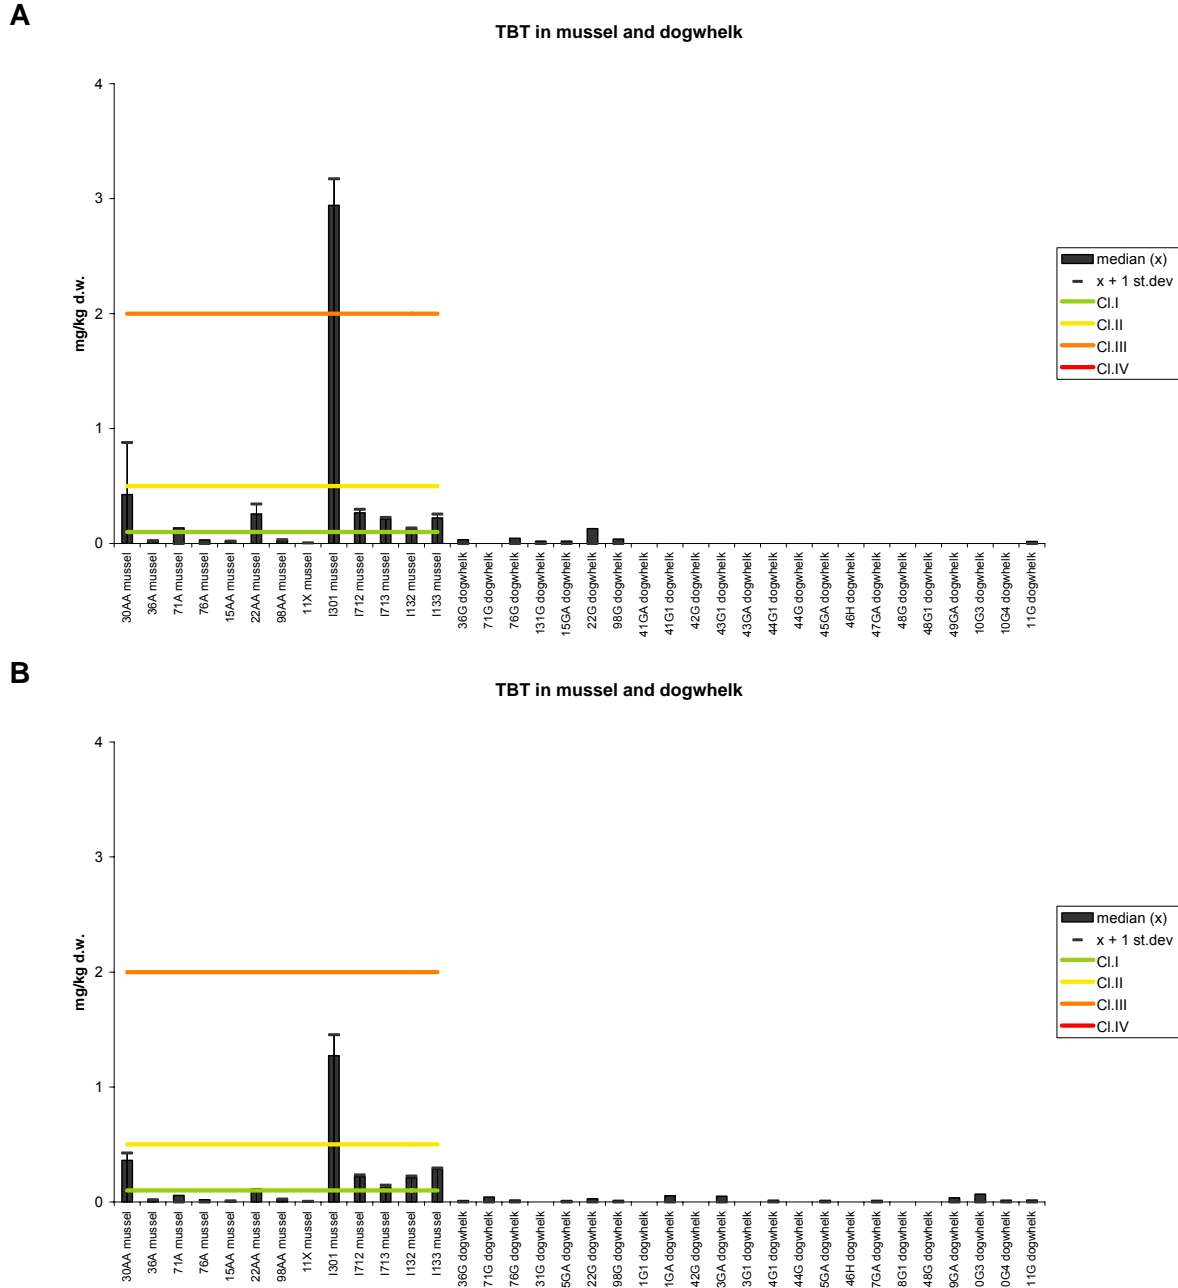 A
TBT in mussel and dogwhelk
4
3
2
1
0
mg/kg d.w.
30AA mussel
36A mussel
71A mussel
76A mussel
15AA mussel
22AA mussel
98AA mussel
11X mussel
I301 mussel
I712 mussel
I713 mussel
I132 mussel
I133 mussel
36G dogwhelk
71G dogwhelk
76G dogwhelk
131G dogwhelk
15GA dogwhelk
22G dogwhelk
98G dogwhelk
41GA dogwhelk
41G1 dogwhelk
42G dogwhelk
43G1 dogwhelk
43GA dogwhelk
44G1 dogwhelk
44G dogwhelk
45GA dogwhelk
46H dogwhelk
47GA dogwhelk
48G dogwhelk
48G1 dogwhelk
49GA dogwhelk
10G3 dogwhelk
10G4 dogwhelk
11G dogwhelk
median (x)
x + 1 st.dev
Cl.I
Cl.II
Cl.III
Cl.IV
B
TBT in mussel and dogwhelk
4
3
2
1
0
mg/kg d.w.
30AA mussel
36A mussel
71A mussel
76A mussel
15AA mussel
22AA mussel
98AA mussel
11X mussel
I301 mussel
I712 mussel
I713 mussel
I132 mussel
I133 mussel
36G dogwhelk
71G dogwhelk
76G dogwhelk
31G dogwhelk
5GA dogwhelk
22G dogwhelk
98G dogwhelk
1G1 dogwhelk
1GA dogwhelk
42G dogwhelk
3GA dogwhelk
3G1 dogwhelk
4G1 dogwhelk
44G dogwhelk
5GA dogwhelk
46H dogwhelk
7GA dogwhelk
8G1 dogwhelk
48G dogwhelk
9GA dogwhelk
0G3 dogwhelk
0G4 dogwhelk
11G dogwhelk
median (x)
x + 1 st.dev
Cl.I
Cl.II
Cl.III
Cl.IV